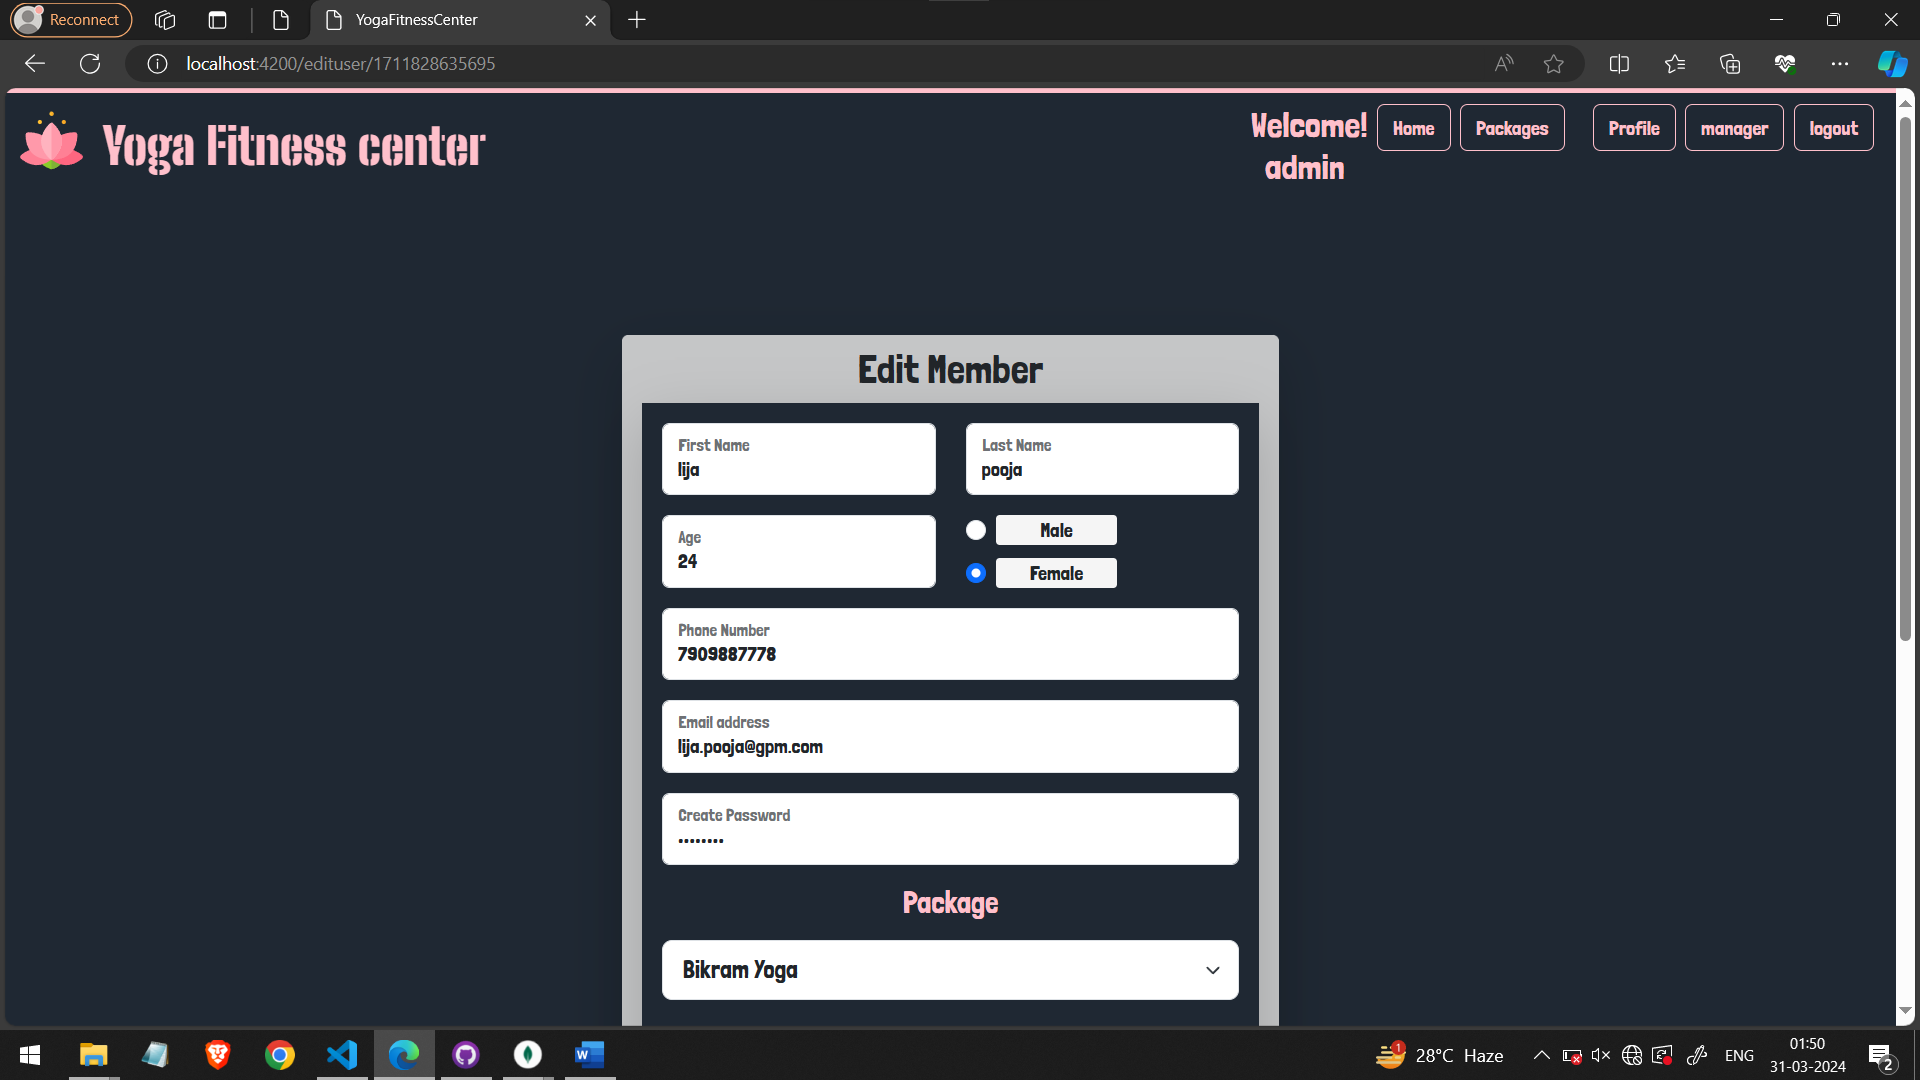 Reconnect
YogaFitnessCenter
localhost:4200/edituser/1711828635695
Yoga Fitness center
Welcome!
admin
Home
Packages
Profile
manager
logout
Edit Member
First Name
lija
Last Name
pooja
Age
24
Male
Female
Phone Number
7909887778
Email address
lija.pooja@gpm.com
Create Password
••••••••
Package
Bikram Yoga
1
28°C Haze
ENG
01:50
31-03-2024
2